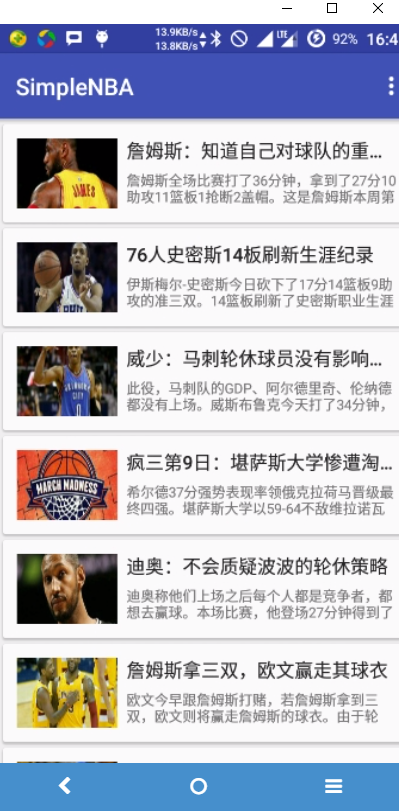 13.9KB/s
13.8KB/s
LTE
92%
16:4
SimpleNBA
JAMES
詹姆斯：知道自己对球队的重...
詹姆斯全场比赛打了36分钟，拿到了27分10
助攻11篮板1抢断2盖帽。这是詹姆斯本周第
PHIL
76人史密斯14板刷新生涯纪录
伊斯梅尔-史密斯今日砍下了17分14篮板9助
攻的准三双。14篮板刷新了史密斯职业生涯
OKLAHOMA
CITY
0
威少：马刺轮休球员没有影响...
此役，马刺队的GDP、阿尔德里奇、伦纳德
都没有上场。威斯布鲁克今天打了34分钟，
MARCH MADNESS
疯三第9日：堪萨斯大学惨遭淘...
希尔德37分强势表现率领俄克拉荷马晋级最
终四强。堪萨斯大学以59-64不敌维拉诺瓦
迪奥：不会质疑波波的轮休策略
迪奥称他们上场之后每个人都是竞争者，都
想去赢球。本场比赛，他登场27分钟得到了
詹姆斯拿三双，欧文赢走其球衣
欧文今早跟詹姆斯打赌，若詹姆斯拿到三
双，欧文则将赢走詹姆斯的球衣。由于轮